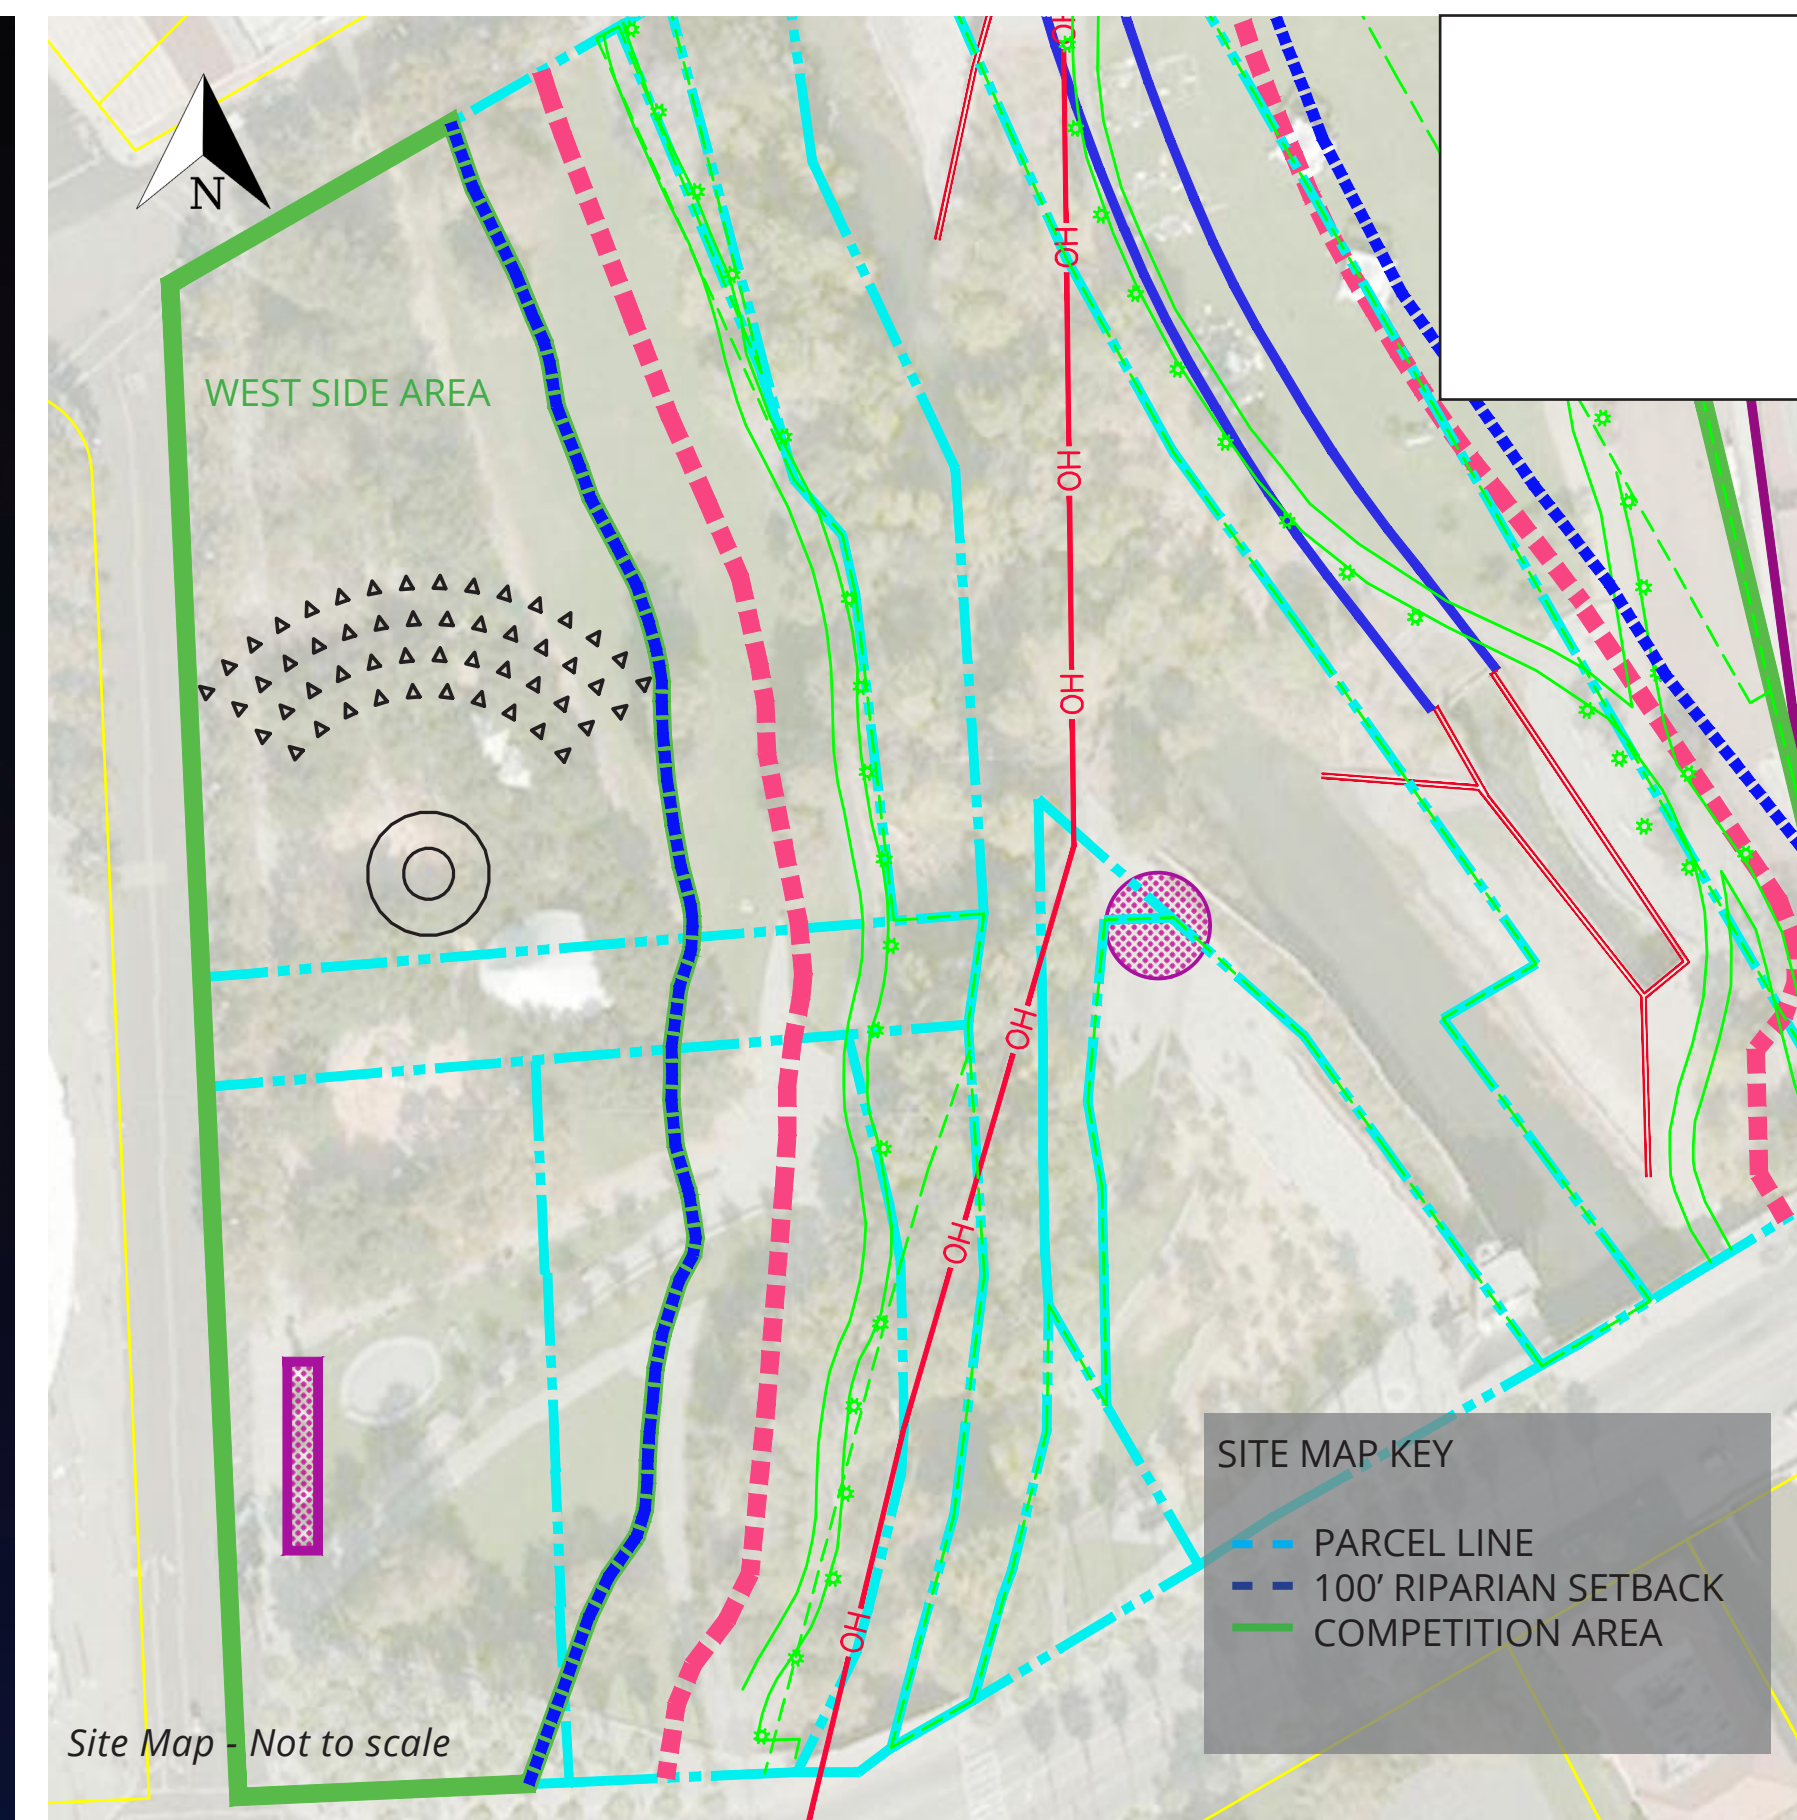 OH
N
OH
WEST SIDE AREA
OH
OH
OH
OH
SITE MAP KEY
PARCEL LINE
100’ RIPARIAN SETBACK
OH
COMPETITION AREA
Site Map - Not to scale